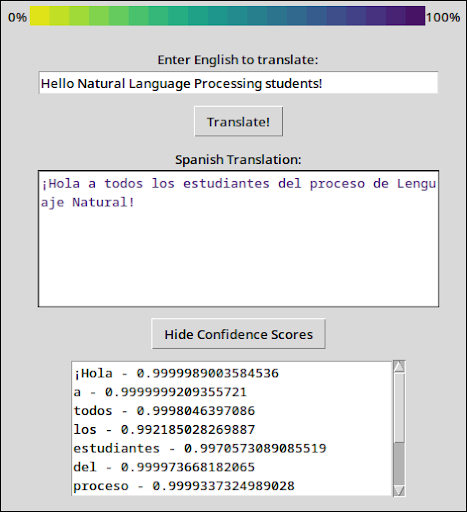 0% 100%
Enter English to translate:
Hello Natural Language Processing students!
Translate!
Spanish Translation:
¡Hola a todos los estudiantes del proceso de Lengu
aje Natural!
Hide Confidence Scores
¡Hola - 0.9999989003584536
a - 0.9999999209355721
todos - 0.9998046397086
los - 0.992185028269887
estudiantes - 0.9970573089085519
del - 0.999973668182065
proceso - 0.9999337324989028